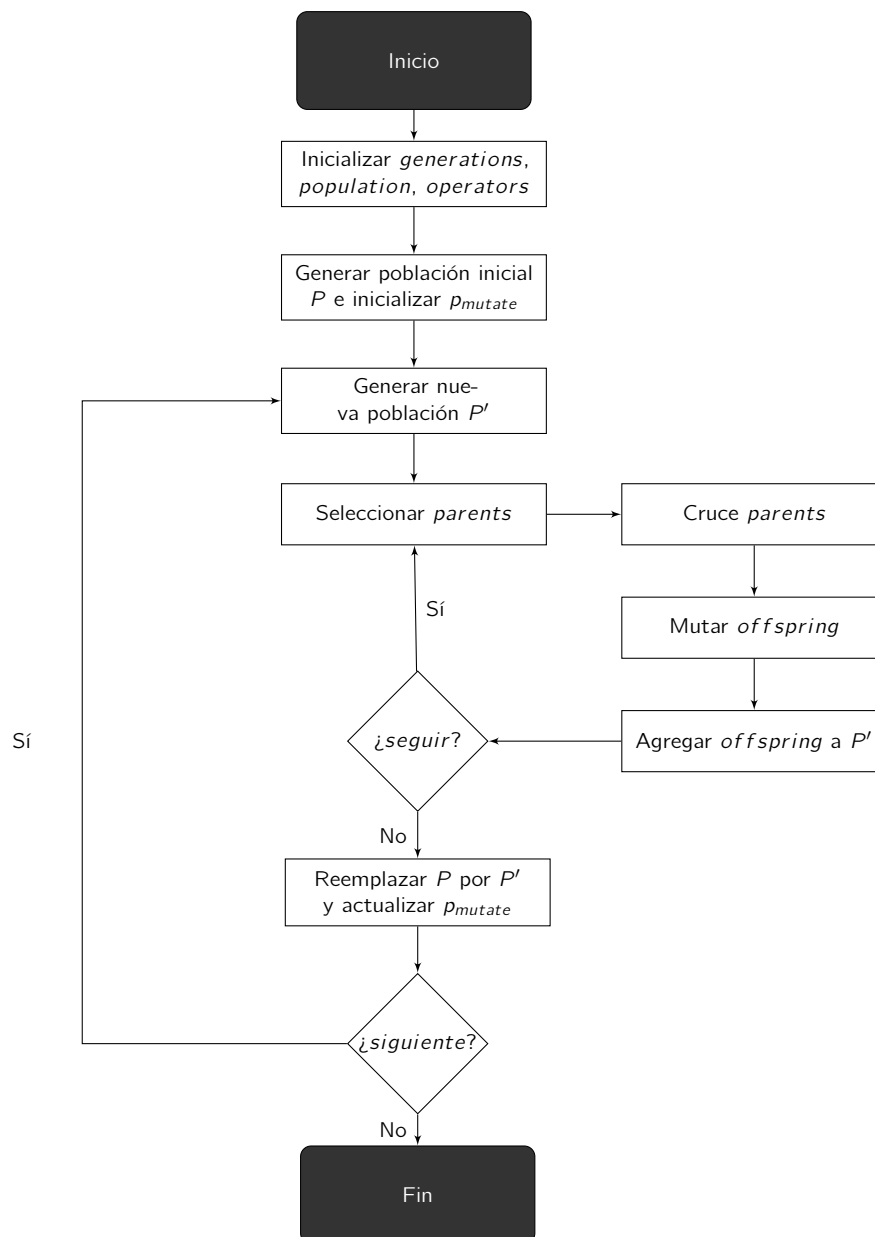 Inicio
Inicializar generations,
population, operators
Generar población inicial
P e inicializar p_mutate
Generar nue-
va población P′
Seleccionar parents
Cruce parents
Sí
Mutar offspring
¿seguir?
Agregar offspring a P′
Sí
No
Reemplazar P por P′
y actualizar p_mutate
¿siguiente?
No
Fin